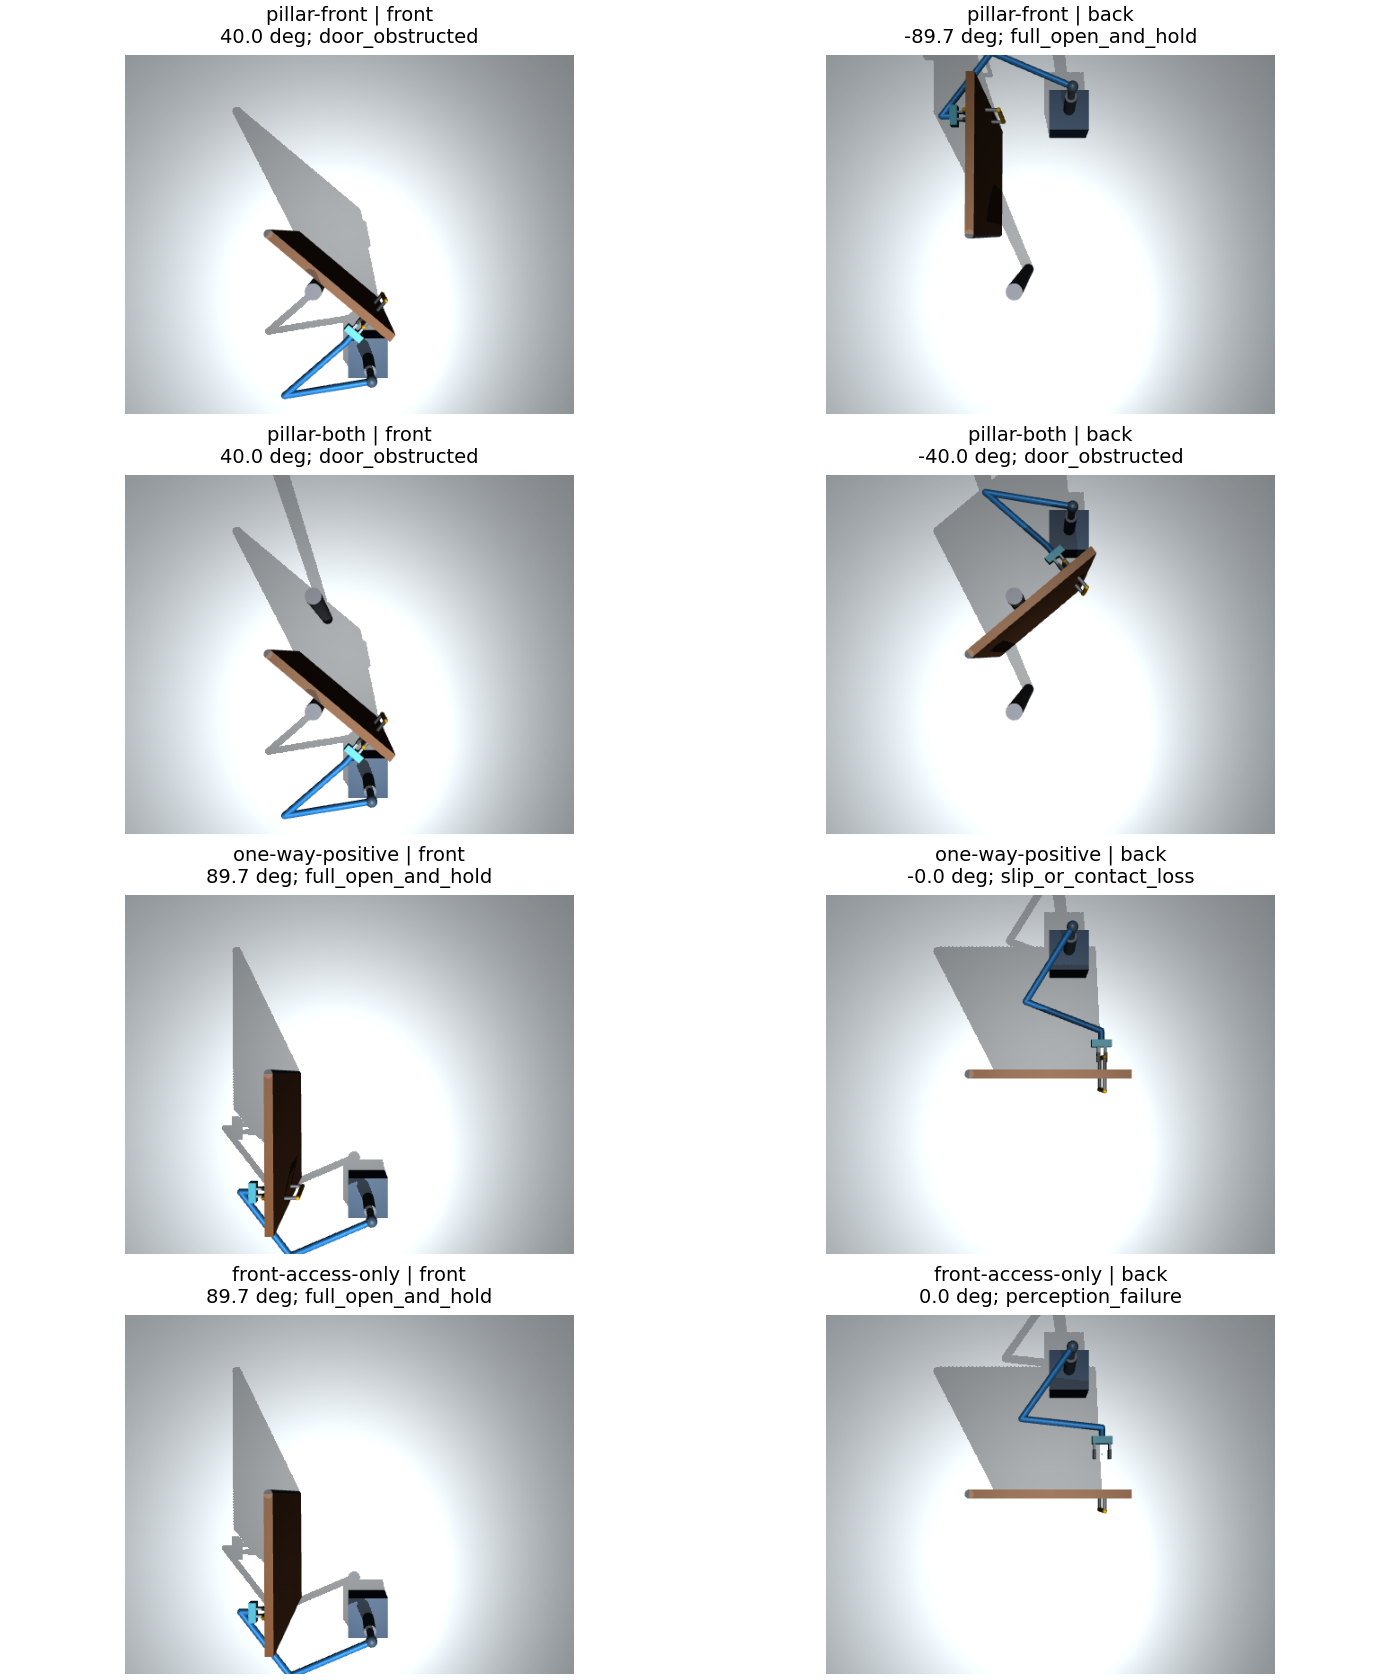 pillar-front | front
40.0 deg; door_obstructed
pillar-front | back
-89.7 deg; full_open_and_hold
pillar-both | front
40.0 deg; door_obstructed
pillar-both | back
-40.0 deg; door_obstructed
one-way-positive | front
89.7 deg; full_open_and_hold
one-way-positive | back
-0.0 deg; slip_or_contact_loss
front-access-only | front
89.7 deg; full_open_and_hold
front-access-only | back
0.0 deg; perception_failure